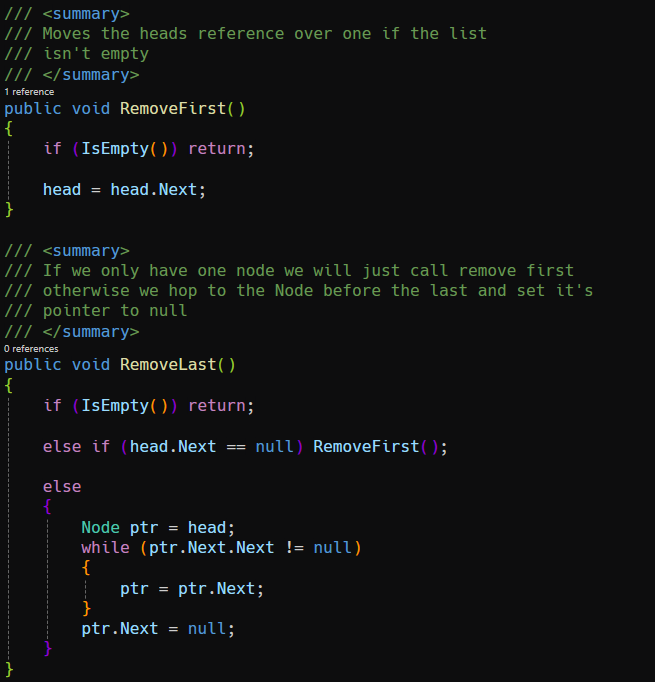 /// <summary>
/// Moves the heads reference over one if the list
/// isn't empty
/// </summary>
1 reference
public void RemoveFirst()
{
if (IsEmpty()) return;
head = head.Next;
}
/// <summary>
/// If we only have one node we will just call remove first
/// otherwise we hop to the Node before the last and set it's
/// pointer to null
/// </summary>
0 references
public void RemoveLast()
{
if (IsEmpty()) return;
else if (head.Next == null) RemoveFirst();
else
{
Node ptr = head;
while (ptr.Next.Next != null)
{
ptr = ptr.Next;
}
ptr.Next = null;
}
}